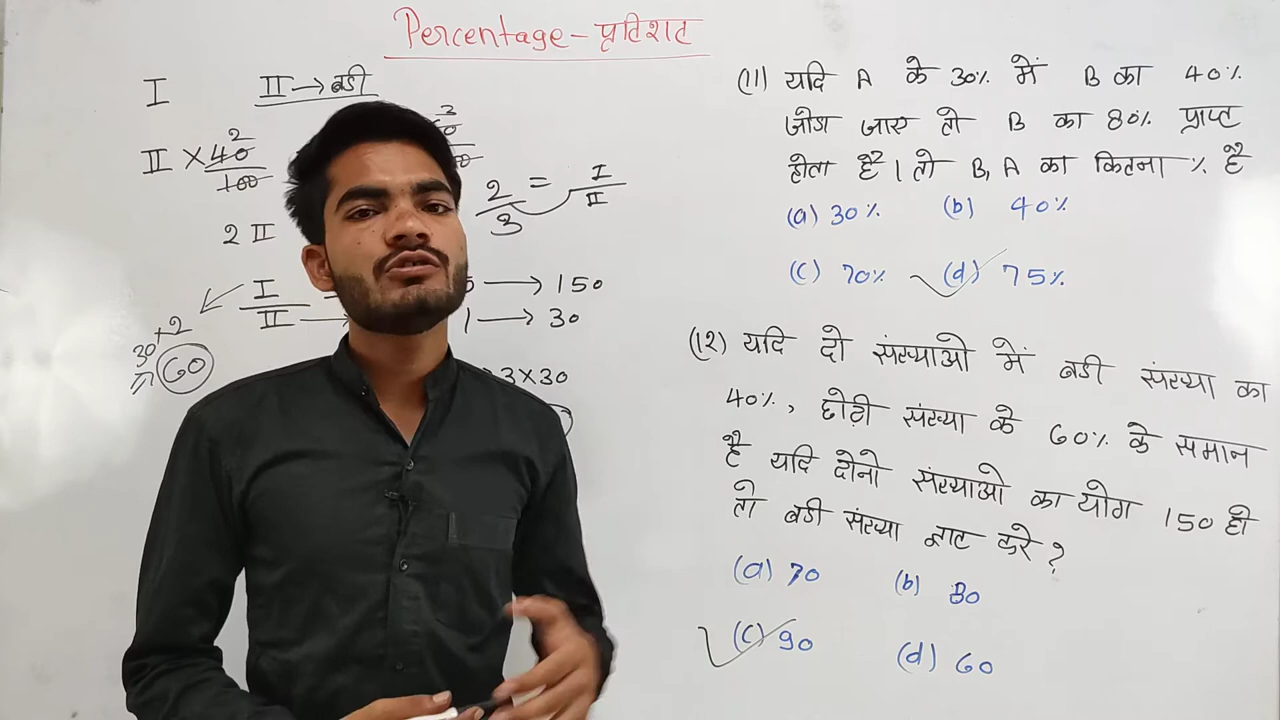 Percentage - प्रतिशत
I II → बडी
II × 40/100
2
2 II
2/3 = I/II
I/II
→ 150
1 → 30
30×2
⇒ 60
3×30
(11) यदि A के 30% में B का 40%
जोडा जाए तो B का 80% प्राप्त
होता है। तो B, A का कितना % है
(a) 30% (b) 40%
(c) 70% (d) 75%
(12) यदि दो संख्याओ में बडी संख्या का
40%, छोटी संख्या के 60% के समान
है यदि दोनो संख्याओ का योग 150 हो
तो बडी संख्या ज्ञात करे?
(a) 70 (b) 80
(c) 90 (d) 60